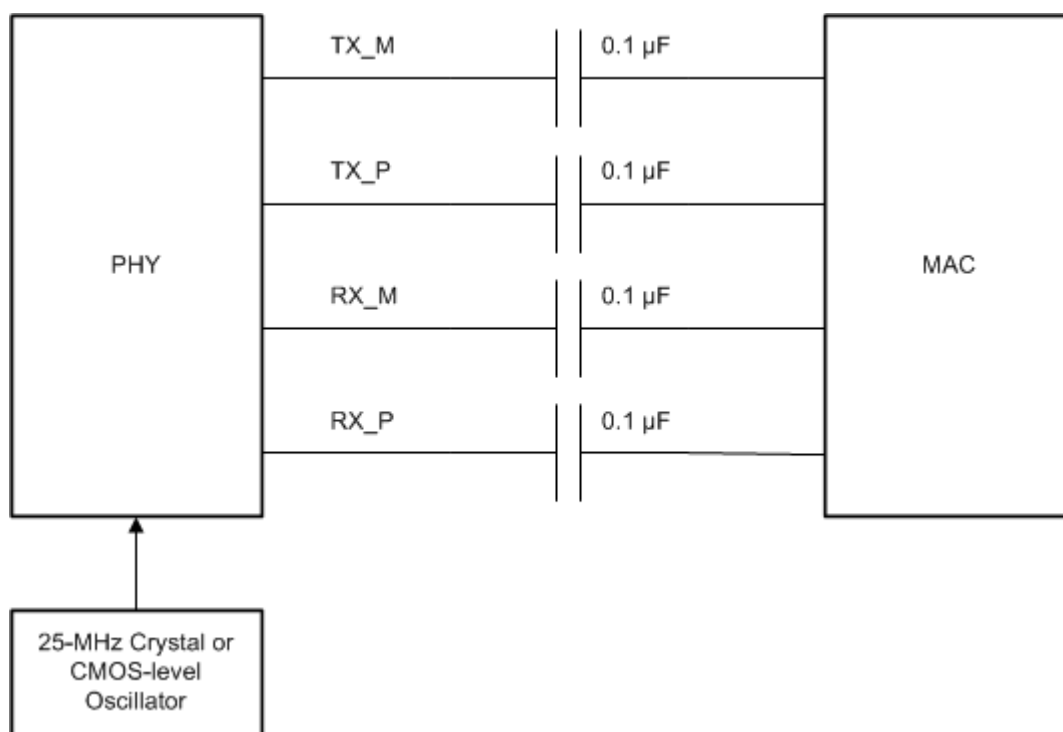 TX_M
0.1 µF
TX_P
0.1 µF
PHY
MAC
RX_M
0.1 µF
RX_P
0.1 µF
25-MHz Crystal or
CMOS-level
Oscillator